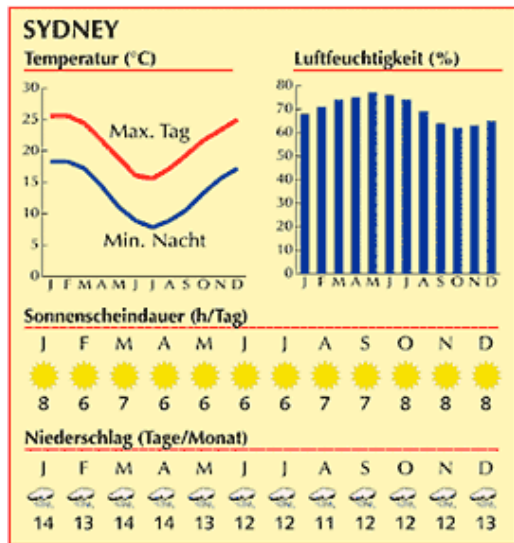 SYDNEY
Temperatur (°C)
30
25
20
15
10
5
0
Max. Tag
Min. Nacht
J F M A M J J A S O N D
Luftfeuchtigkeit (%)
80
70
60
50
40
30
20
10
0
J F M A M J J A S O N D
Sonnenscheindauer (h/Tag)
J F M A M J J A S O N D
8 6 7 6 6 6 6 7 7 8 8 8
Niederschlag (Tage/Monat)
J F M A M J J A S O N D
14 13 14 14 13 12 12 11 12 12 12 13